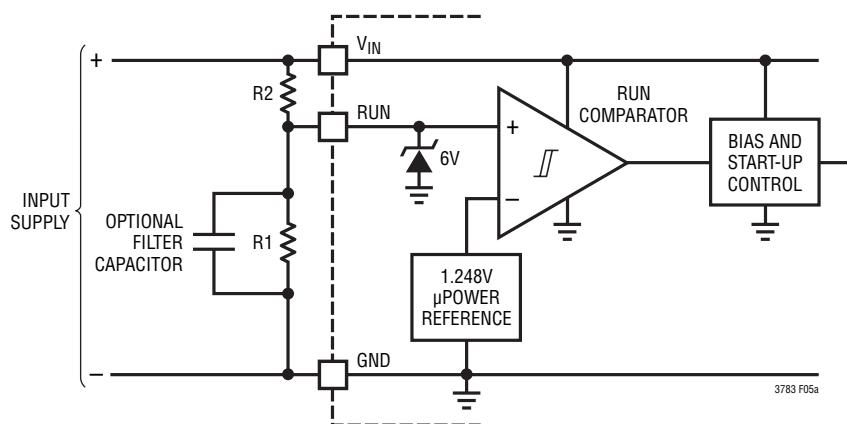 +
V_IN
R2
RUN
RUN
COMPARATOR
+
6V
BIAS AND
START-UP
CONTROL
INPUT
SUPPLY
OPTIONAL
FILTER
CAPACITOR
R1
–
1.248V
µPOWER
REFERENCE
GND
–
3783 F05a